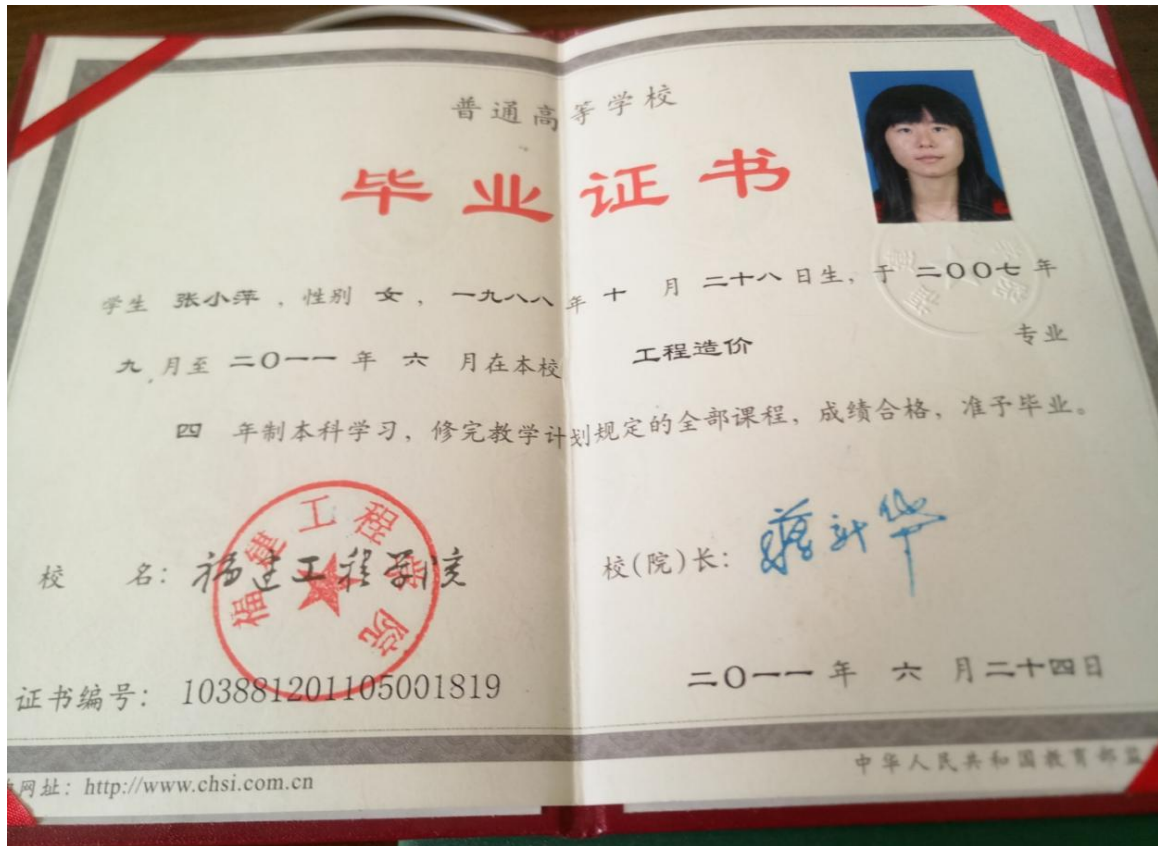 普通高等学校
毕业证书
学生 张小萍 ，性别 女 ，一九八八 年 十 月 二十八 日生，于 二〇〇七 年
九 月至 二〇一一 年 六 月在本校 工程造价 专业
四 年制本科学习，修完教学计划规定的全部课程，成绩合格，准予毕业。
福建工程学院
校 名：福建工程学院 校(院)长：
证书编号：103881201105001819 二〇一一 年 六 月二十四日
网址：http://www.chsi.com.cn 中华人民共和国教育部监